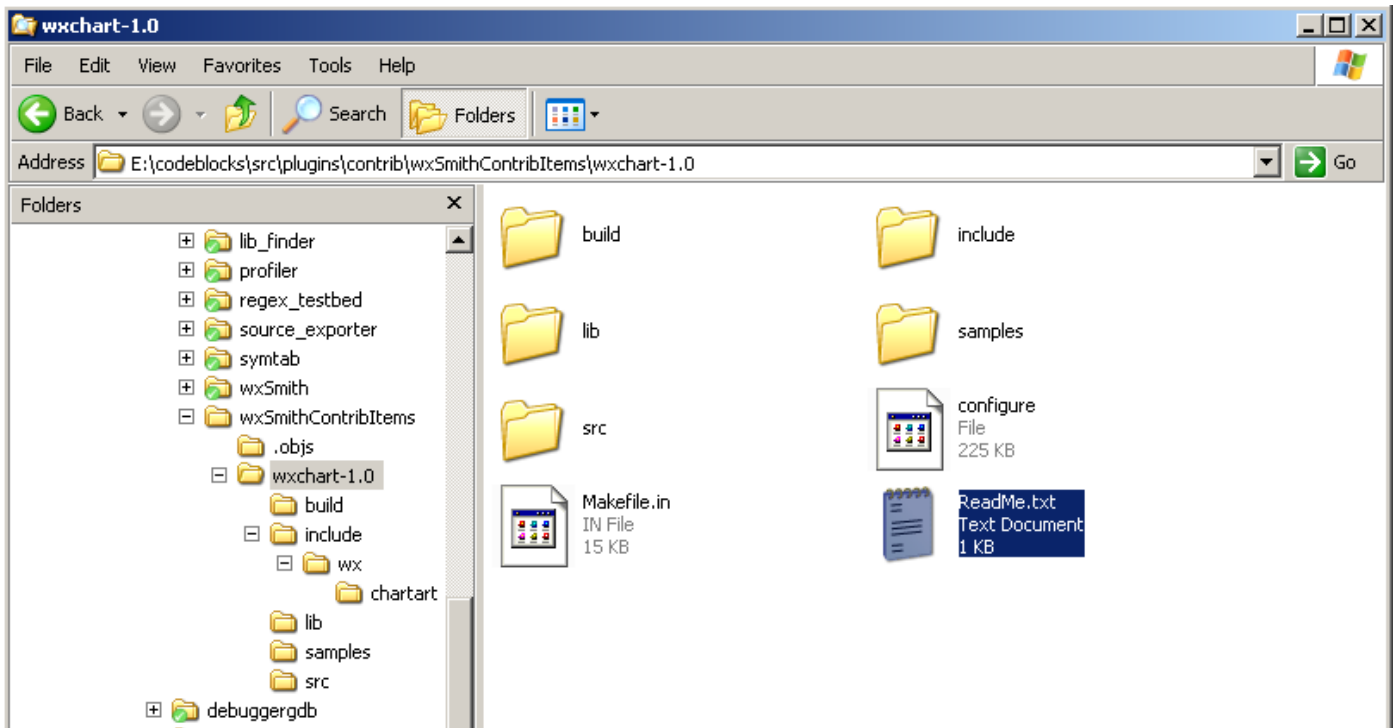 wxchart-1.0
File Edit View Favorites Tools Help
Back Search Folders
Address E:\codeblocks\src\plugins\contrib\wxSmithContribItems\wxchart-1.0 Go
Folders
lib_finder
profiler
regex_testbed
source_exporter
symtab
wxSmith
wxSmithContribItems
.objs
wxchart-1.0
build
include
wx
chartart
lib
samples
src
debuggergdb
build
include
lib
samples
src
configure
File
225 KB
Makefile.in
IN File
15 KB
ReadMe.txt
Text Document
1 KB